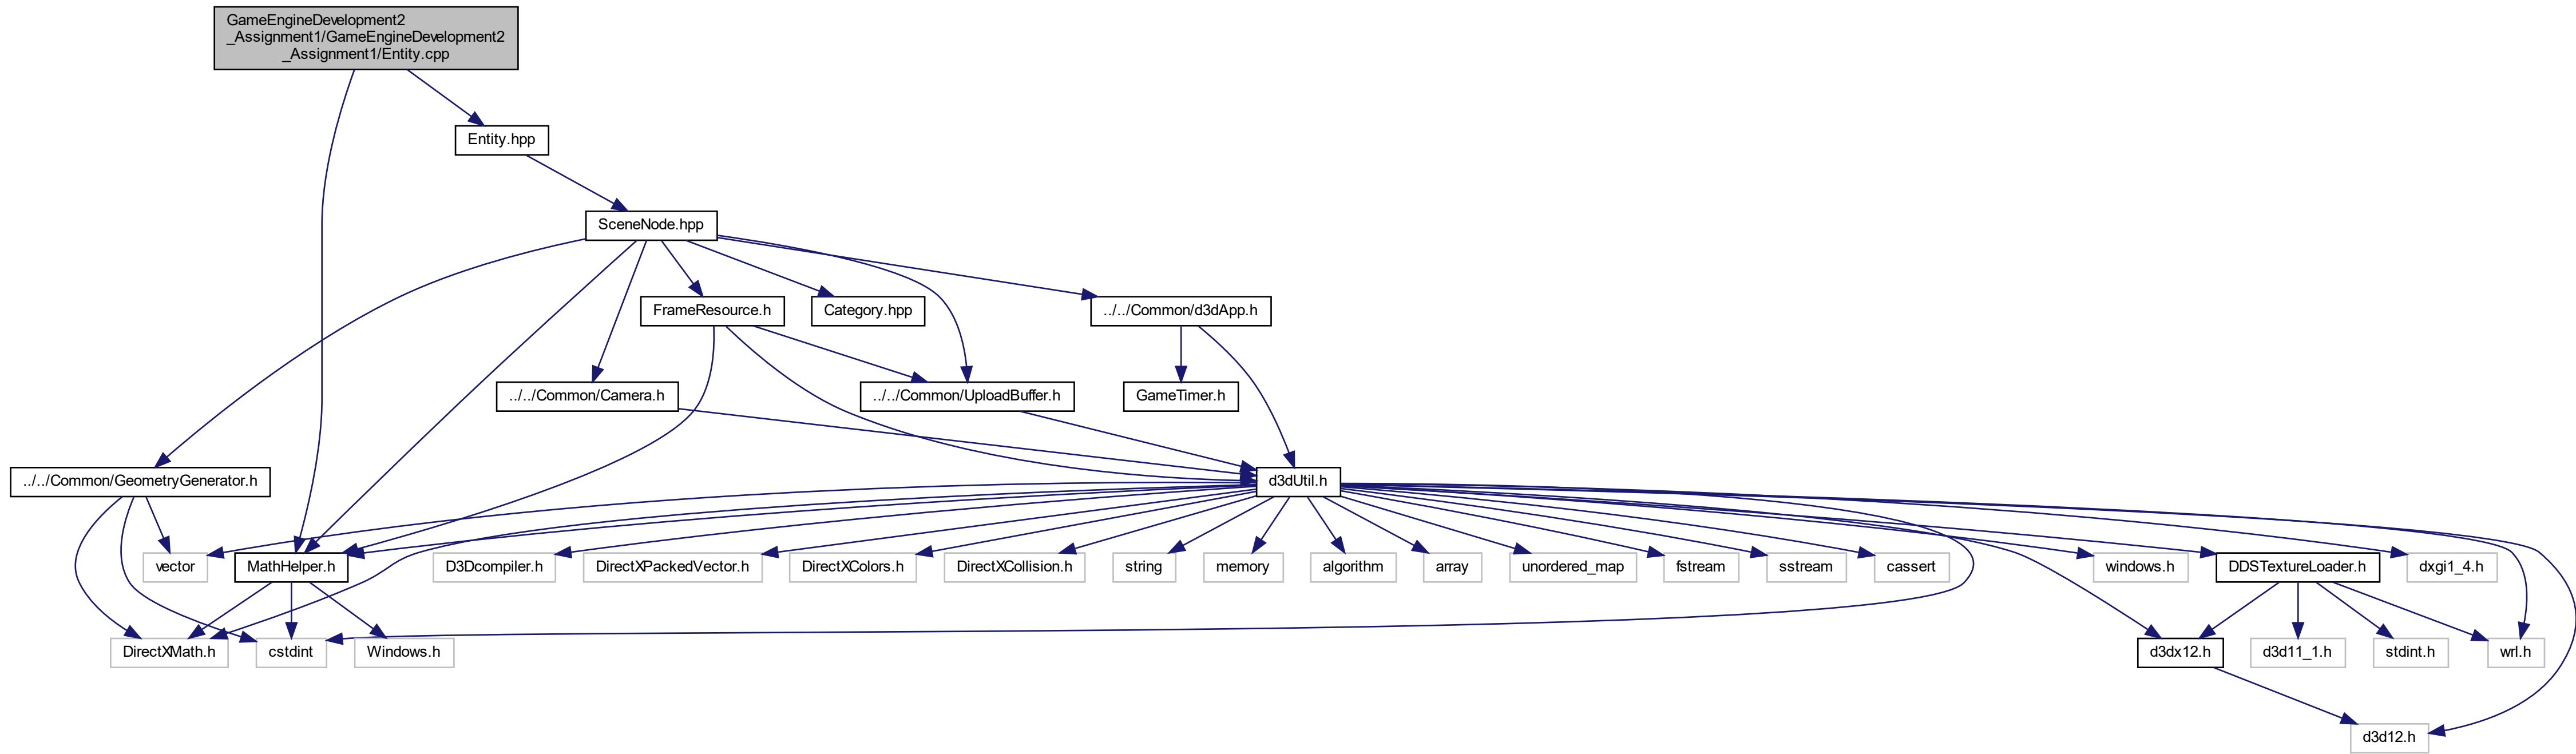 GameEngineDevelopment2
_Assignment1/GameEngineDevelopment2
_Assignment1/Entity.cpp
Entity.hpp
SceneNode.hpp
FrameResource.h
Category.hpp
../../Common/d3dApp.h
../../Common/Camera.h
../../Common/UploadBuffer.h
GameTimer.h
../../Common/GeometryGenerator.h
d3dUtil.h
vector
MathHelper.h
D3Dcompiler.h
DirectXPackedVector.h
DirectXColors.h
DirectXCollision.h
string
memory
algorithm
array
unordered_map
fstream
sstream
cassert
windows.h
DDSTextureLoader.h
dxgi1_4.h
DirectXMath.h
cstdint
Windows.h
d3dx12.h
d3d11_1.h
stdint.h
wrl.h
d3d12.h